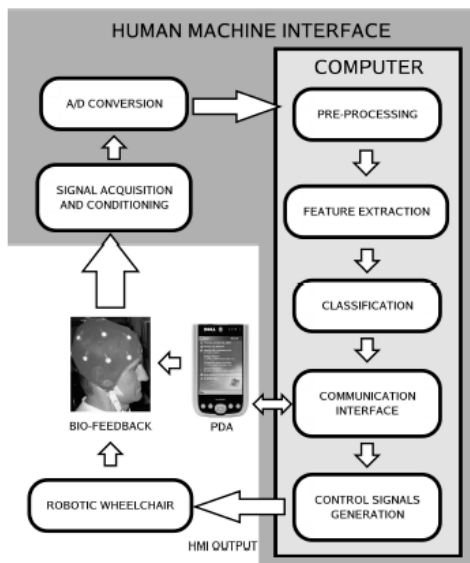 HUMAN MACHINE INTERFACE
COMPUTER
A/D CONVERSION
PRE-PROCESSING
SIGNAL ACQUISITION
AND CONDITIONING
FEATURE EXTRACTION
CLASSIFICATION
DELL
BIO-FEEDBACK
PDA
COMMUNICATION
INTERFACE
ROBOTIC WHEELCHAIR
CONTROL SIGNALS
GENERATION
HMI OUTPUT